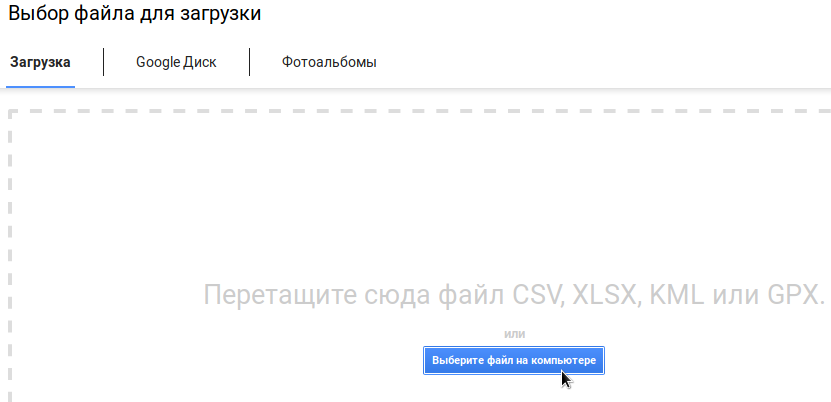 Выбор файла для загрузки
Загрузка Google Диск Фотоальбомы
Перетащите сюда файл CSV, XLSX, KML или GPX.
или
Выберите файл на компьютере